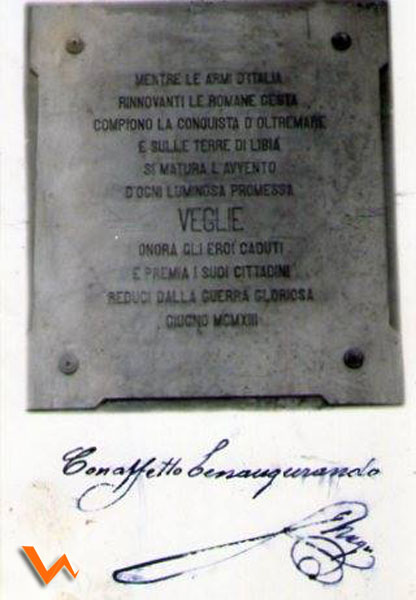 MENTRE LE ARMI D'ITALIA
RINNOVANTI LE ROMANE GESTA
COMPIONO LA CONQUISTA D'OLTREMARE
E SULLE TERRE DI LIBIA
SI MATURA L'AVVENTO
D'OGNI LUMINOSA PROMESSA
VEGLIE
ONORA GLI EROI CADUTI
E PREMIA I SUOI CITTADINI
REDUCI DALLA GUERRA GLORIOSA
GIUGNO MCMXIII
Con affetto benaugurando